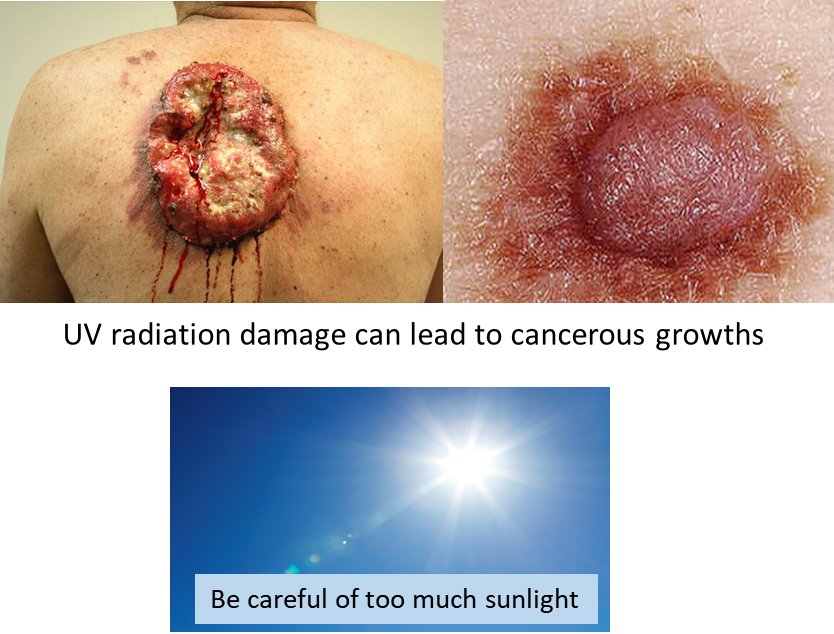 UV radiation damage can lead to cancerous growths
Be careful of too much sunlight